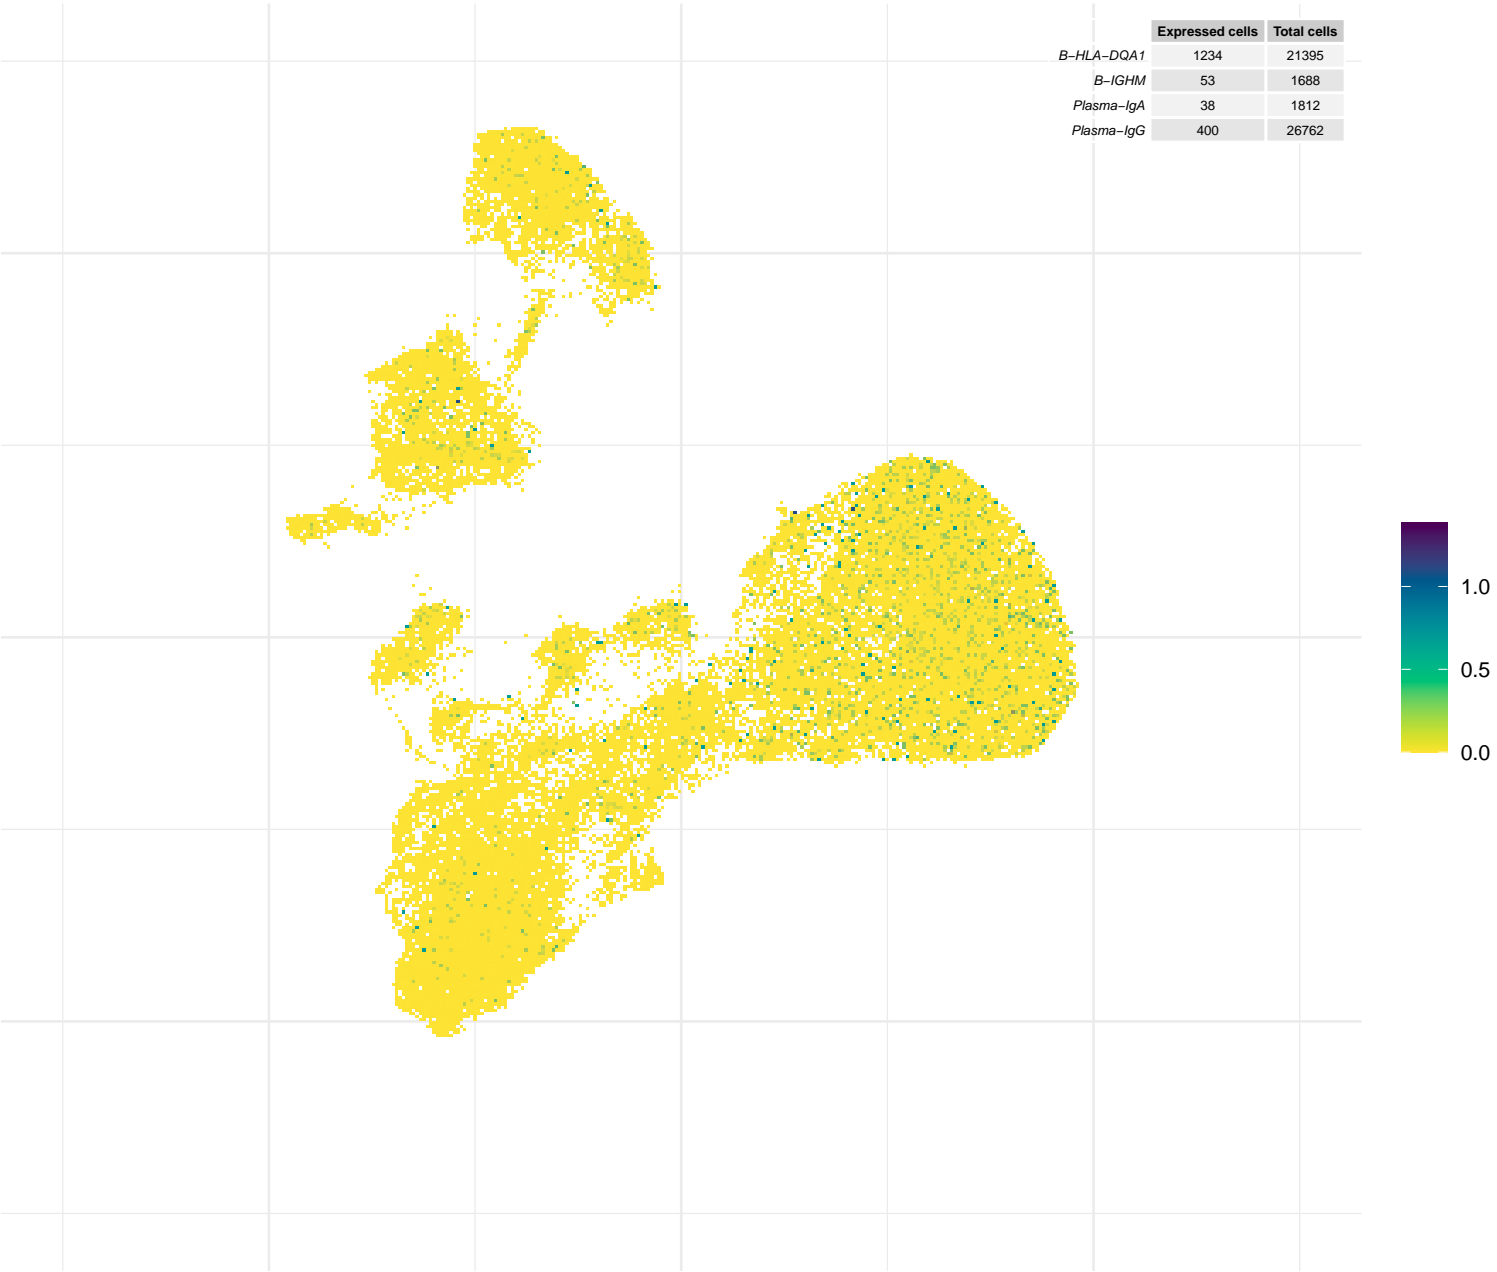 Expressed cells Total cells
B−HLA−DQA1 1234 21395
B−IGHM 53 1688
Plasma−IgA 38 1812
Plasma−IgG 400 26762
1.0
0.5
0.0